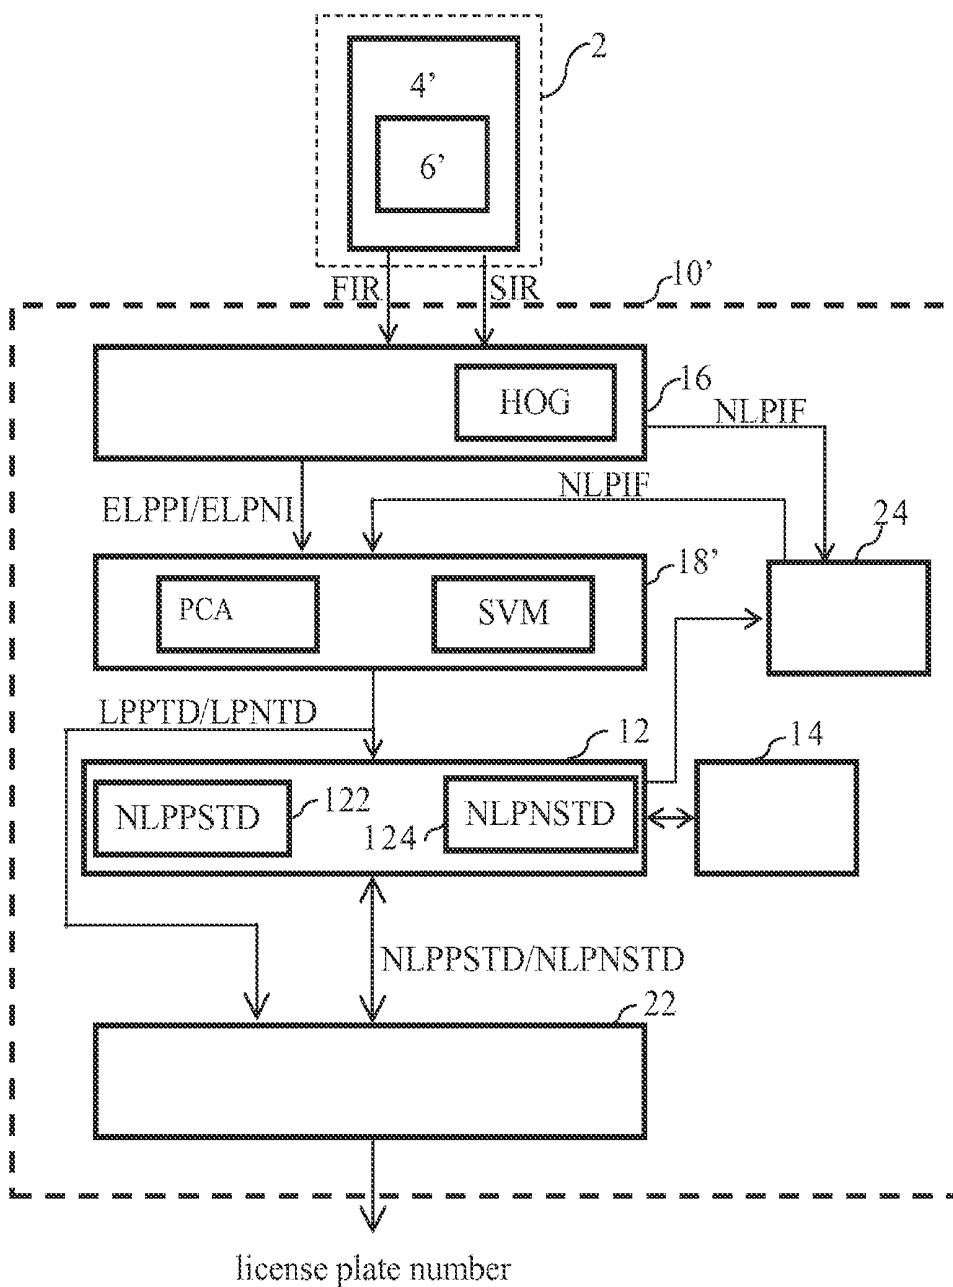 2
4’
6’
FIR
SIR
10’
HOG
16
NLPIF
ELPPI/ELPNI
NLPIF
24
PCA
SVM
18’
LPPTD/LPNTD
12
14
NLPPSTD
122
124
NLPNSTD
NLPPSTD/NLPNSTD
22
license plate number